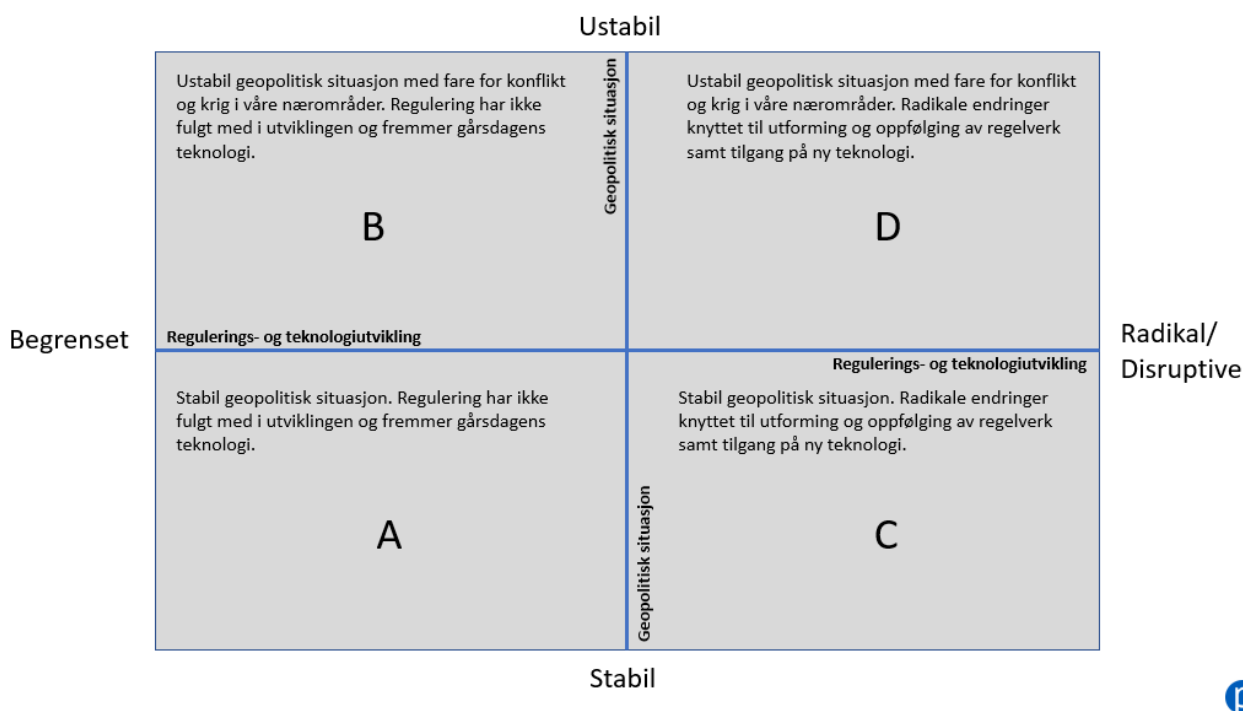 Ustabil
Ustabil geopolitisk situasjon med fare for konflikt
og krig i våre nærområder. Regulering har ikke
fulgt med i utviklingen og fremmer gårsdagens
teknologi.
B
Geopolitisk situasjon
Ustabil geopolitisk situasjon med fare for konflikt
og krig i våre nærområder. Radikale endringer
knyttet til utforming og oppfølging av regelverk
samt tilgang på ny teknologi.
D
Begrenset
Regulerings- og teknologiutvikling
Radikal/
Disruptive
Regulerings- og teknologiutvikling
Stabil geopolitisk situasjon. Regulering har ikke
fulgt med i utviklingen og fremmer gårsdagens
teknologi.
A
Stabil geopolitisk situasjon. Radikale endringer
knyttet til utforming og oppfølging av regelverk
samt tilgang på ny teknologi.
C
Geopolitisk situasjon
Stabil